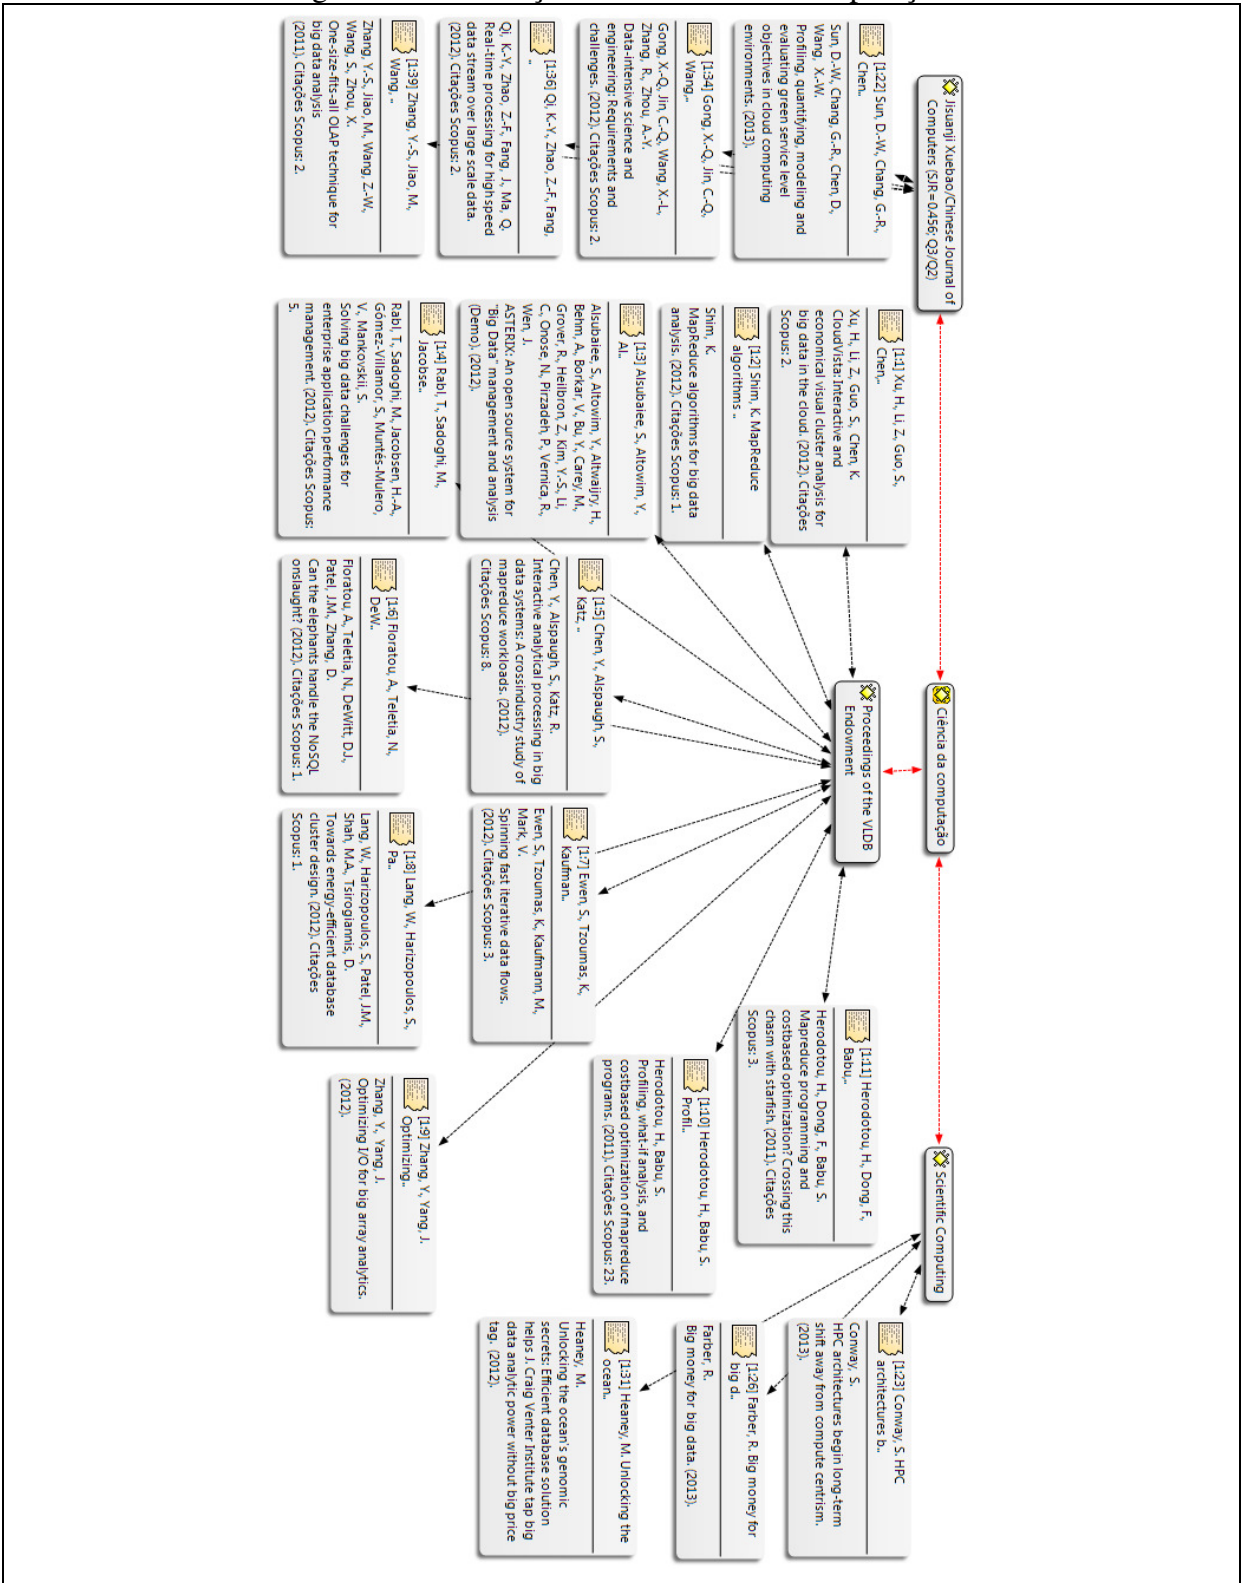 Jisuanji Xuebao/Chinese Journal of
Computers (SJR=0,456; Q3/Q2)
Ciência da computação
Scientific Computing
Proceedings of the VLDB
Endowment
[1:22] Sun, D.-W., Chang, G.-R.,
Chen..
Sun, D.-W., Chang, G.-R., Chen, D.,
Wang, X.-W.
Profiling, quantifying, modeling and
evaluating green service level
objectives in cloud computing
environments. (2013).
[1:34] Gong, X.-Q., Jin, C.-Q.,
Wang,..
Gong, X.-Q., Jin, C.-Q., Wang, X.-L.,
Zhang, R., Zhou, A.-Y.
Data-intensive science and
engineering: Requirements and
challenges. (2012). Citações Scopus: 2.
[1:36] Qi, K.-Y., Zhao, Z.-F., Fang,
..
Qi, K.-Y., Zhao, Z.-F., Fang, J., Ma, Q.
Real-time processing for high speed
data stream over large scale data.
(2012). Citações Scopus: 2.
[1:39] Zhang, Y.-S., Jiao, M.,
Wang, ..
Zhang, Y.-S., Jiao, M., Wang, Z.-W.,
Wang, S., Zhou, X.
One-size-fits-all OLAP technique for
big data analysis
(2011). Citações Scopus: 2.
[1:1] Xu, H., Li, Z., Guo, S.,
Chen,..
Xu, H., Li, Z., Guo, S., Chen, K.
CloudVista: Interactive and
economical visual cluster analysis for
big data in the cloud. (2012). Citações
Scopus: 2.
[1:2] Shim, K. MapReduce
algorithms ..
Shim, K.
MapReduce algorithms for big data
analysis. (2012). Citações Scopus: 1.
[1:3] Alsubaiee, S., Altowim, Y.,
Al..
Alsubaiee, S., Altowim, Y., Altwaijry, H.,
Behm, A., Borkar, V., Bu, Y., Carey, M.,
Grover, R., Heilbron, Z., Kim, Y.-S., Li,
C., Onose, N., Pirzadeh, P., Vernica, R.,
Wen, J.
ASTERIX: An open source system for
"Big Data" management and analysis
(Demo). (2012).
[1:4] Rabl, T., Sadoghi, M.,
Jacobse..
Rabl, T., Sadoghi, M., Jacobsen, H.-A.,
Gómez-Villamor, S., Muntés-Mulero,
V., Mankovskii, S.
Solving big data challenges for
enterprise application performance
management. (2012). Citações Scopus:
5.
[1:5] Chen, Y., Alspaugh, S.,
Katz, ..
Chen, Y., Alspaugh, S., Katz, R.
Interactive analytical processing in big
data systems: A crossindustry study of
mapreduce workloads. (2012).
Citações Scopus: 8.
[1:6] Floratou, A., Teletia, N.,
DeW..
Floratou, A., Teletia, N., DeWitt, DJ.,
Patel, J.M., Zhang, D.
Can the elephants handle the NoSQL
onslaught? (2012). Citações Scopus: 1.
[1:7] Ewen, S., Tzoumas, K.,
Kaufman..
Ewen, S., Tzoumas, K., Kaufmann, M.,
Mark, V.
Spinning fast iterative data flows.
(2012). Citações Scopus: 3.
[1:8] Lang, W., Harizopoulos, S.,
Pa..
Lang, W., Harizopoulos, S., Patel, J.M.,
Shah, M.A., Tsirogiannis, D.
Towards energy-efficient database
cluster design. (2012). Citações
Scopus: 1.
[1:9] Zhang, Y., Yang, J.
Optimizing..
Zhang, Y., Yang, J.
Optimizing I/O for big array analytics.
(2012).
[1:11] Herodotou, H., Dong, F.,
Babu,..
Herodotou, H., Dong, F., Babu, S.
Mapreduce programming and
costbased optimization? Crossing this
chasm with starfish. (2011). Citações
Scopus: 3.
[1:10] Herodotou, H., Babu, S.
Profil..
Herodotou, H., Babu, S.
Profiling, what-if analysis, and
costbased optimization of mapreduce
programs. (2011). Citações Scopus: 23.
[1:23] Conway, S. HPC
architectures b..
Conway, S.
HPC architectures begin long-term
shift away from compute centrism.
(2013).
[1:26] Farber, R. Big money for
big d..
Farber, R.
Big money for big data. (2013).
[1:31] Heaney, M. Unlocking the
ocean..
Heaney, M.
Unlocking the ocean's genomic
secrets: Efficient database solution
helps J. Craig Venter Institute tap big
data analytic power without big price
tag. (2012).